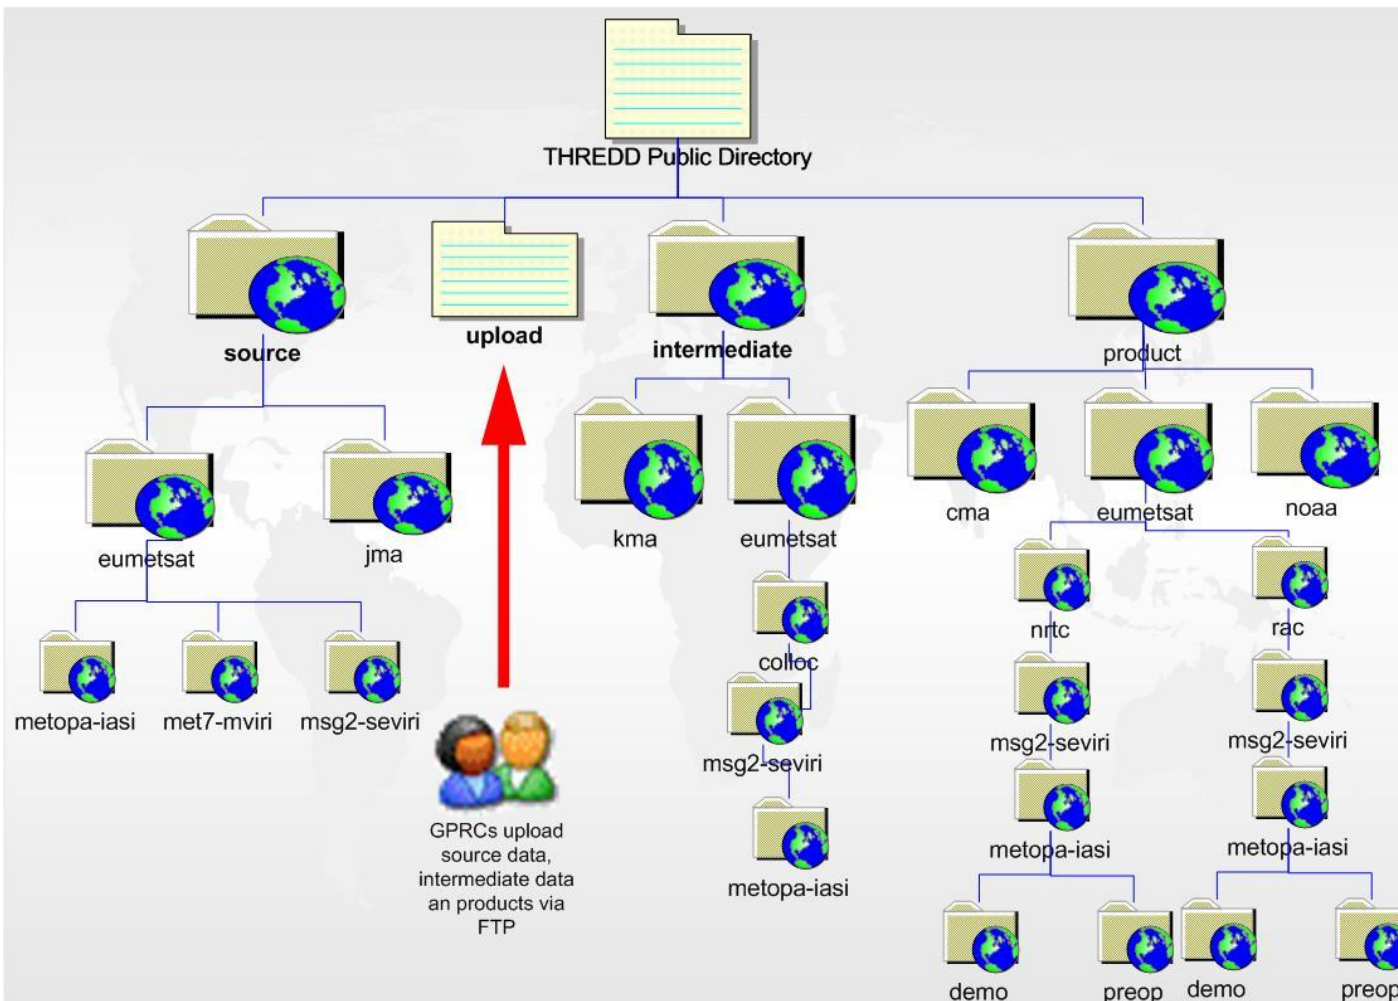 THREDD Public Directory
source
upload
intermediate
product
eumetsat
jma
kma
eumetsat
cma
eumetsat
noaa
metopa-iasi
met7-mviri
msg2-seviri
colloc
msg2-seviri
metopa-iasi
nrtc
rac
msg2-seviri
msg2-seviri
metopa-iasi
metopa-iasi
demo
preop
demo
preop
GPRCs upload
source data,
intermediate data
an products via
FTP